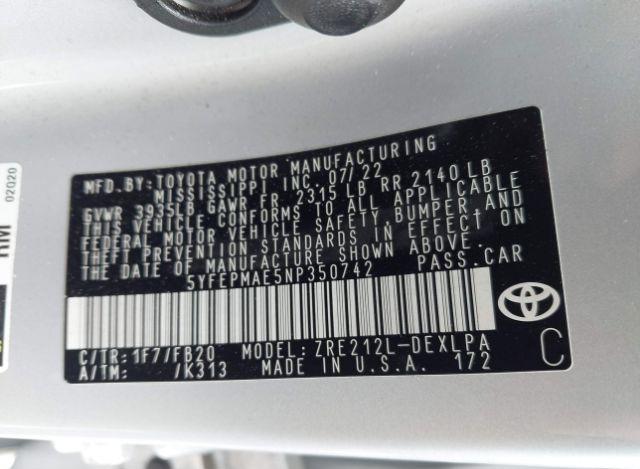 MFD.BY:TOYOTA MOTOR MANUFACTURING
MISSISSIPPI INC. 07/22
GVWR 3935LB GAWR FR 2315 LB RR 2140 LB
THIS VEHICLE CONFORMS TO ALL APPLICABLE
FEDERAL MOTOR VEHICLE SAFETY, BUMPER AND
THEFT PREVENTION STANDARDS IN EFFECT ON
THE DATE OF MANUFACTURE SHOWN ABOVE.
5YFEPMAE5NP350742 PASS.CAR
C/TR:1F7/FB20 MODEL: ZRE212L-DEXLPA
A/TM: /K313 MADE IN U.S.A. 172
C
02Q20
RM